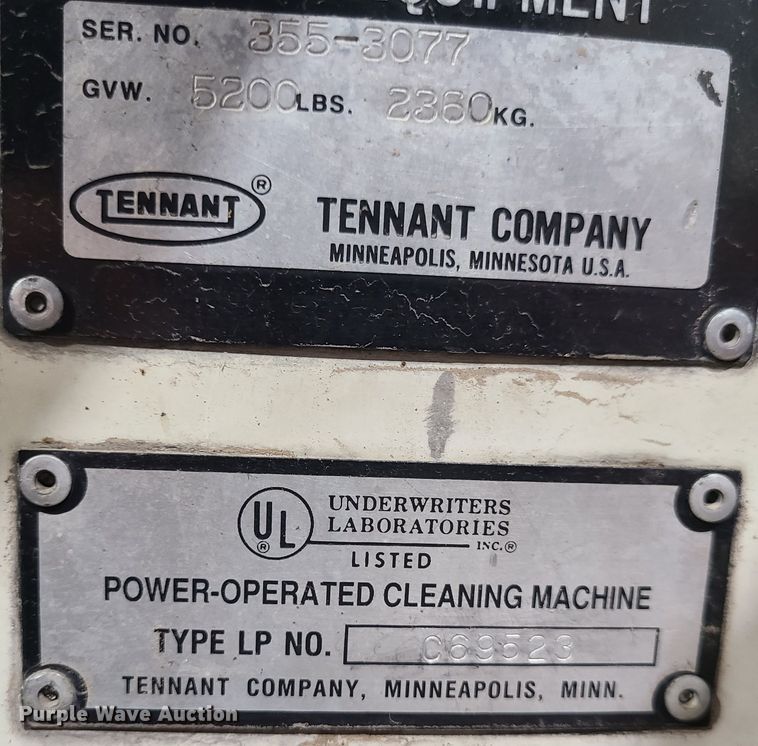 EQUIPMENT
SER. NO. 355-3077
GVW. 5200 LBS. 2360 KG.
TENNANT ®
TENNANT COMPANY
MINNEAPOLIS, MINNESOTA U.S.A.
UL ®
UNDERWRITERS
LABORATORIES
INC.®
LISTED
POWER-OPERATED CLEANING MACHINE
TYPE LP NO. C69523
TENNANT COMPANY, MINNEAPOLIS, MINN.
Purple Wave Auction